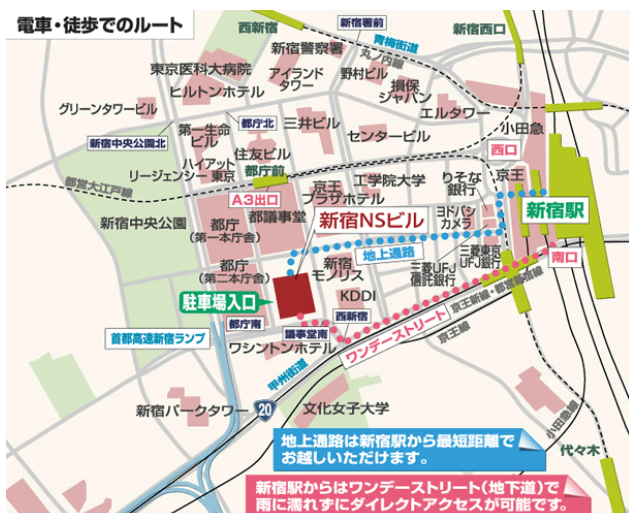 電車・徒歩でのルート
西新宿
新宿署前
青梅街道
新宿西口
新宿警察署
丸ノ内線
東京医科大病院
アイランド
タワー
野村ビル
ヒルトンホテル
損保
ジャパン
グリーンタワービル
エルタワー
小田急
都庁北
新宿中央公園北
第一生命
ビル
三井ビル
センタービル
住友ビル
西口
ハイアット
リージェンシー 東京
都庁前
都営大江戸線
A3出口
京王
プラザホテル
工学院大学
りそな
銀行
京王
新宿駅
新宿中央公園
都庁
(第一本庁舎)
都議事堂
新宿NSビル
ヨドバシ
カメラ
地上通路
三菱東京
UFJ銀行
三菱UFJ
信託銀行
南口
都庁
(第二本庁舎)
新宿
モノリス
KDDI
駐車場入口
京王新線・都営新宿線
京王線
都庁南
議事堂南
西新宿
首都高速新宿ランプ
ワシントンホテル
ワンデーストリート
甲州街道
20
新宿パークタワー
文化女子大学
小田急線
代々木
地上通路は新宿駅から最短距離で
お越しいただけます。
新宿駅からはワンデーストリート(地下道)で
雨に濡れずにダイレクトアクセスが可能です。